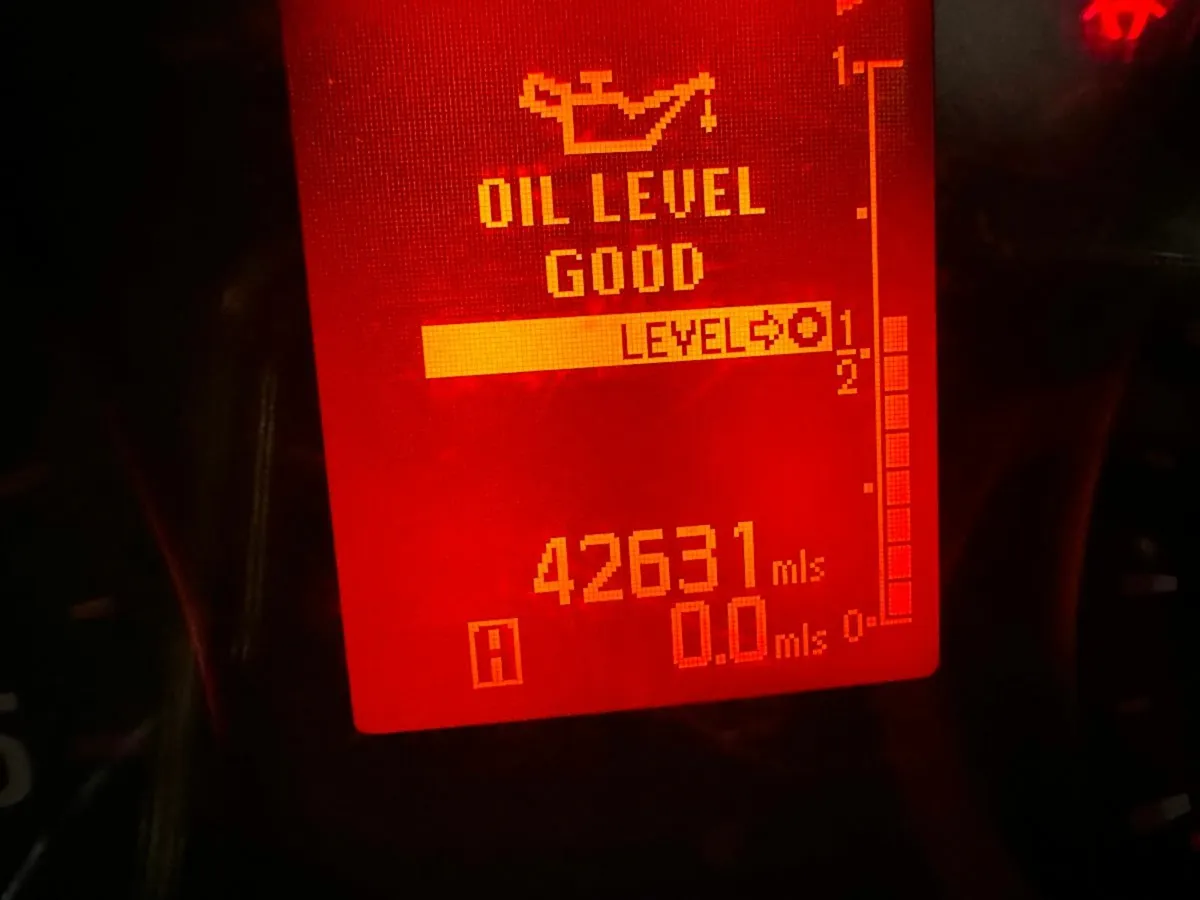 1
OIL LEVEL
GOOD
LEVEL
1
2
42631 mls
A 0.0 mls
0